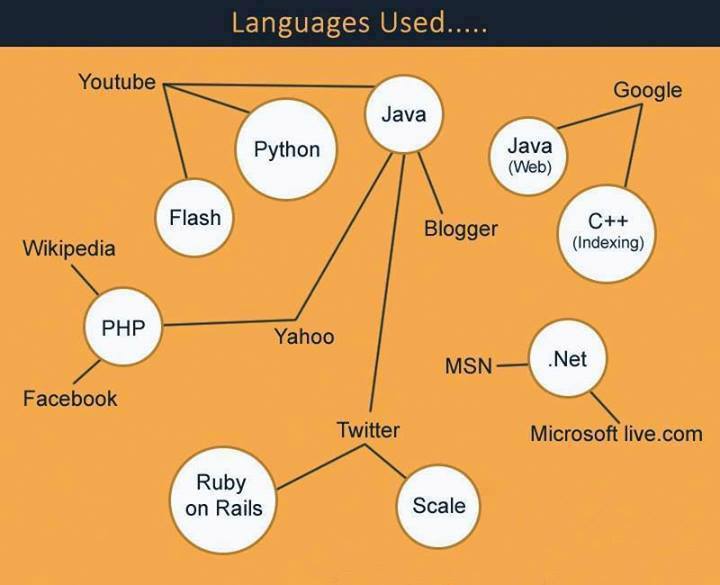 Languages Used.....
Youtube
Java
Google
Python
Java
(Web)
Flash
Blogger
C++
(Indexing)
Wikipedia
PHP
Yahoo
MSN
.Net
Facebook
Twitter
Microsoft live.com
Ruby
on Rails
Scale